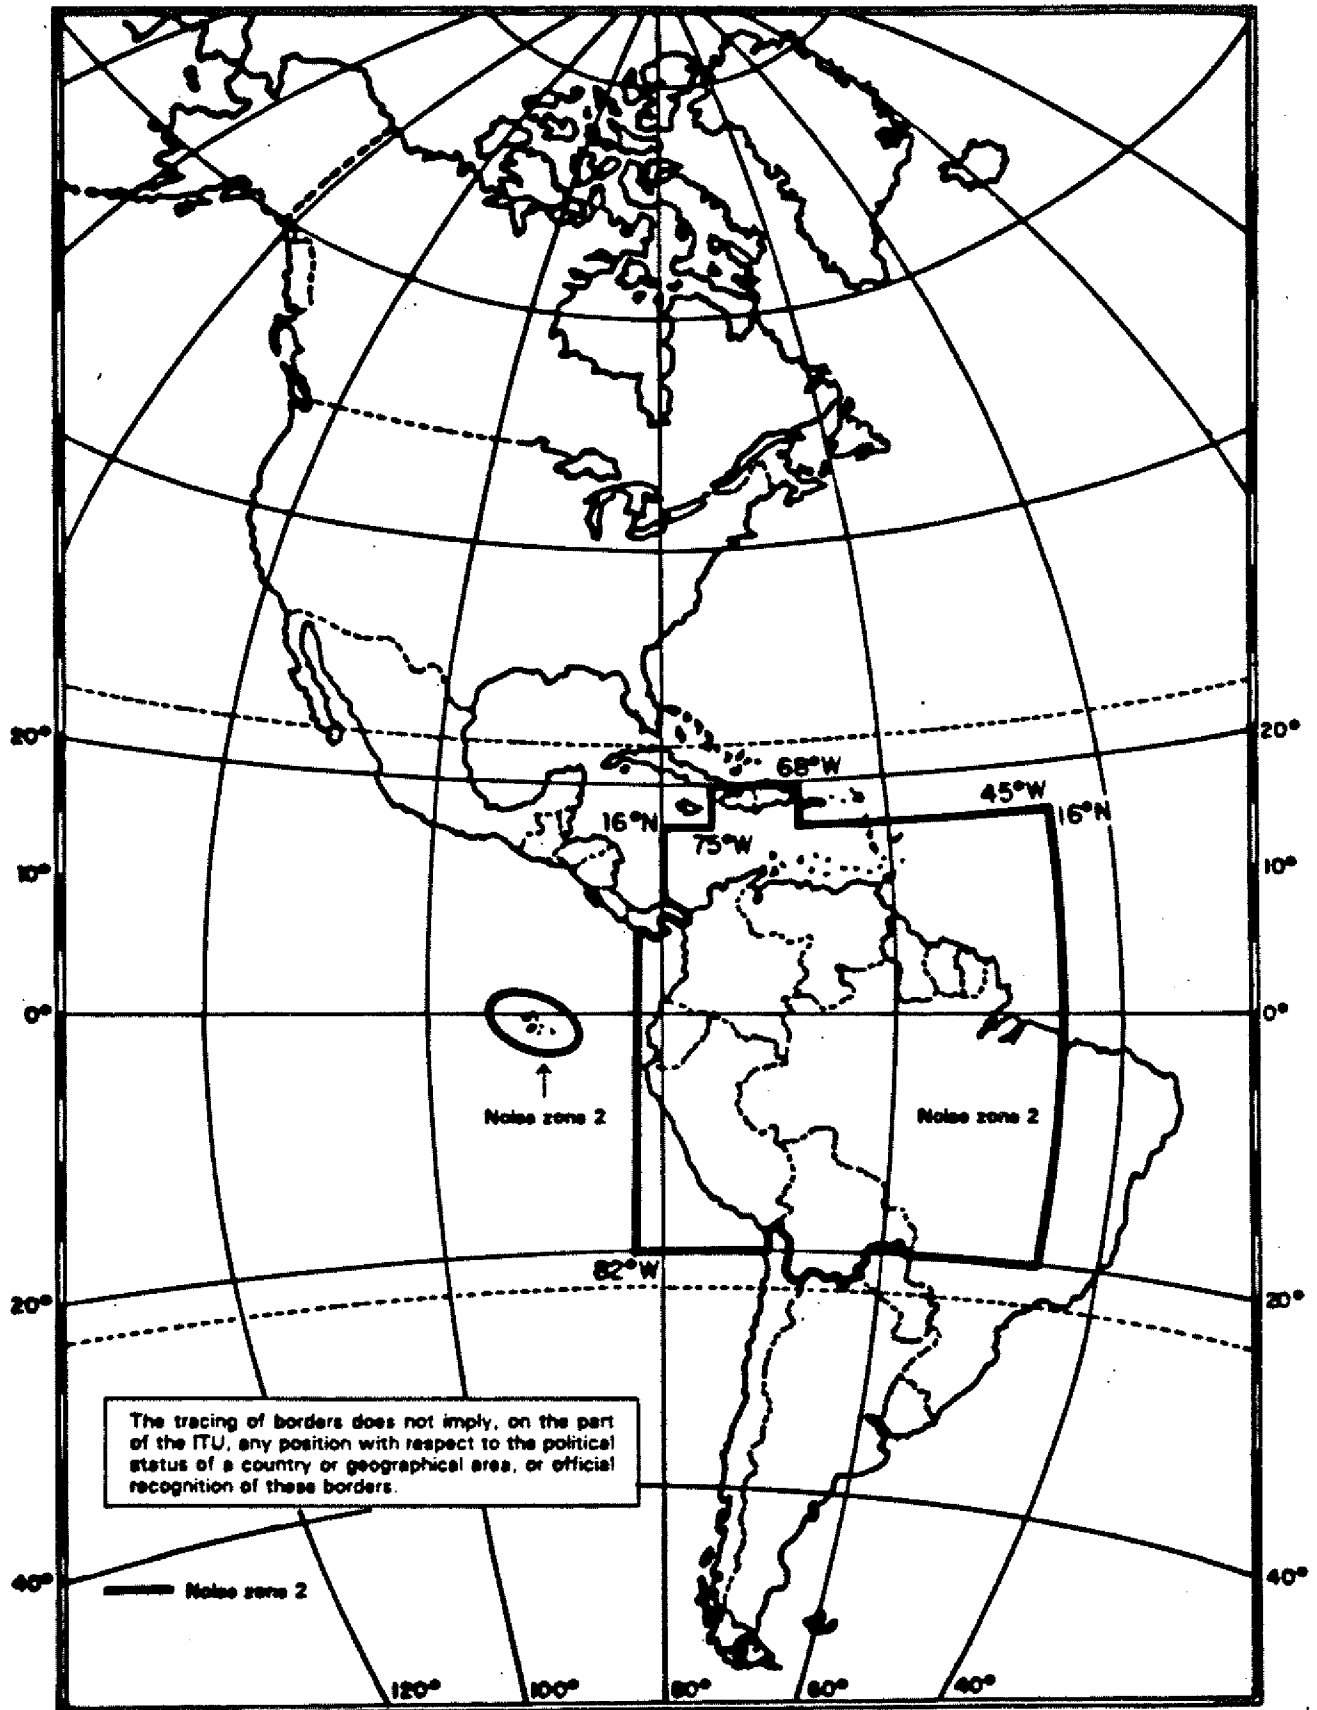 20°
20°
68°W
45°W
16°N
16°N
75°W
10°
10°
0°
0°
Noise zone 2
Noise zone 2
82°W
20°
20°
The tracing of borders does not imply, on the part
of the ITU, any position with respect to the political
status of a country or geographical area, or official
recognition of these borders.
40°
40°
Noise zone 2
120°
100°
80°
60°
40°